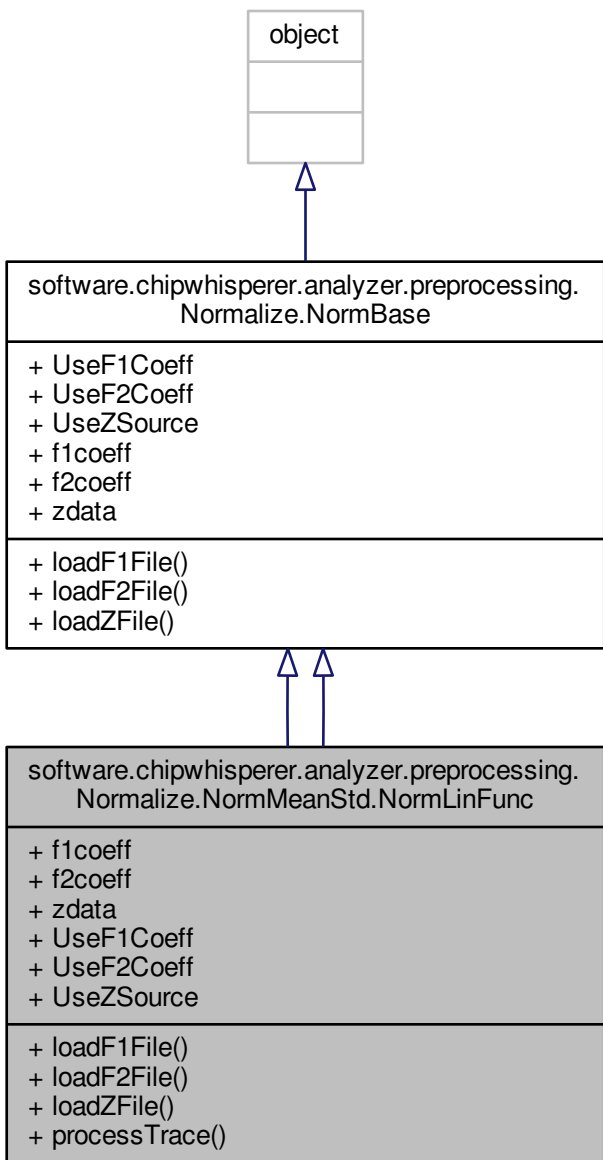 object
software.chipwhisperer.analyzer.preprocessing.
Normalize.NormBase
+ UseF1Coeff
+ UseF2Coeff
+ UseZSource
+ f1coeff
+ f2coeff
+ zdata
+ loadF1File()
+ loadF2File()
+ loadZFile()
software.chipwhisperer.analyzer.preprocessing.
Normalize.NormMeanStd.NormLinFunc
+ f1coeff
+ f2coeff
+ zdata
+ UseF1Coeff
+ UseF2Coeff
+ UseZSource
+ loadF1File()
+ loadF2File()
+ loadZFile()
+ processTrace()